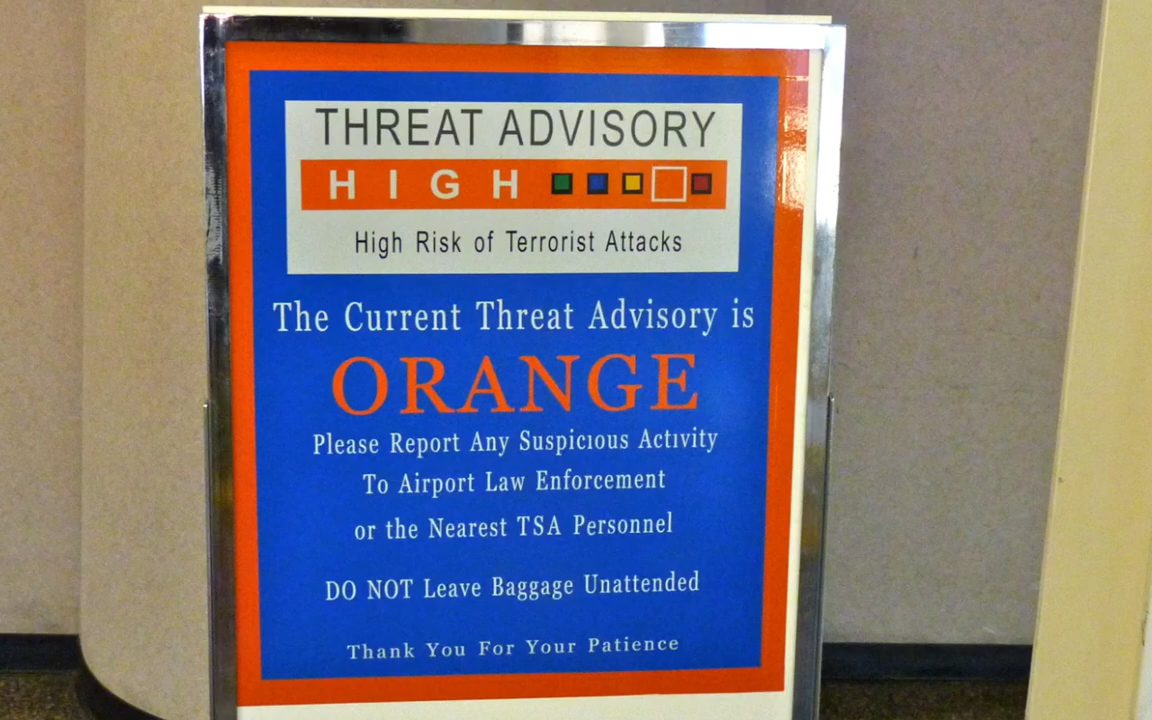 THREAT ADVISORY
HIGH
High Risk of Terrorist Attacks
The Current Threat Advisory is
ORANGE
Please Report Any Suspicious Activity
To Airport Law Enforcement
or the Nearest TSA Personnel
DO NOT Leave Baggage Unattended
Thank You For Your Patience